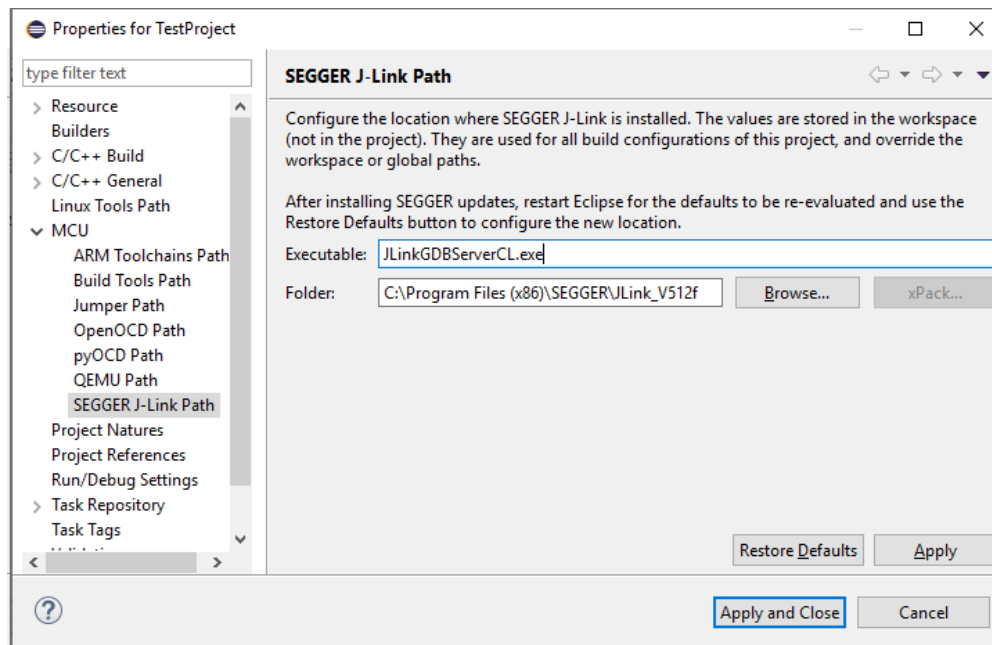 Properties for TestProject
type filter text
Resource
Builders
C/C++ Build
C/C++ General
Linux Tools Path
MCU
ARM Toolchains Path
Build Tools Path
Jumper Path
OpenOCD Path
pyOCD Path
QEMU Path
SEGGER J-Link Path
Project Natures
Project References
Run/Debug Settings
Task Repository
Task Tags
SEGGER J-Link Path
Configure the location where SEGGER J-Link is installed. The values are stored in the workspace
(not in the project). They are used for all build configurations of this project, and override the
workspace or global paths.
After installing SEGGER updates, restart Eclipse for the defaults to be re-evaluated and use the
Restore Defaults button to configure the new location.
Executable: JLinkGDBServerCL.exe
Folder: C:\Program Files (x86)\SEGGER\JLink_V512f Browse... xPack...
Restore Defaults Apply
Apply and Close Cancel